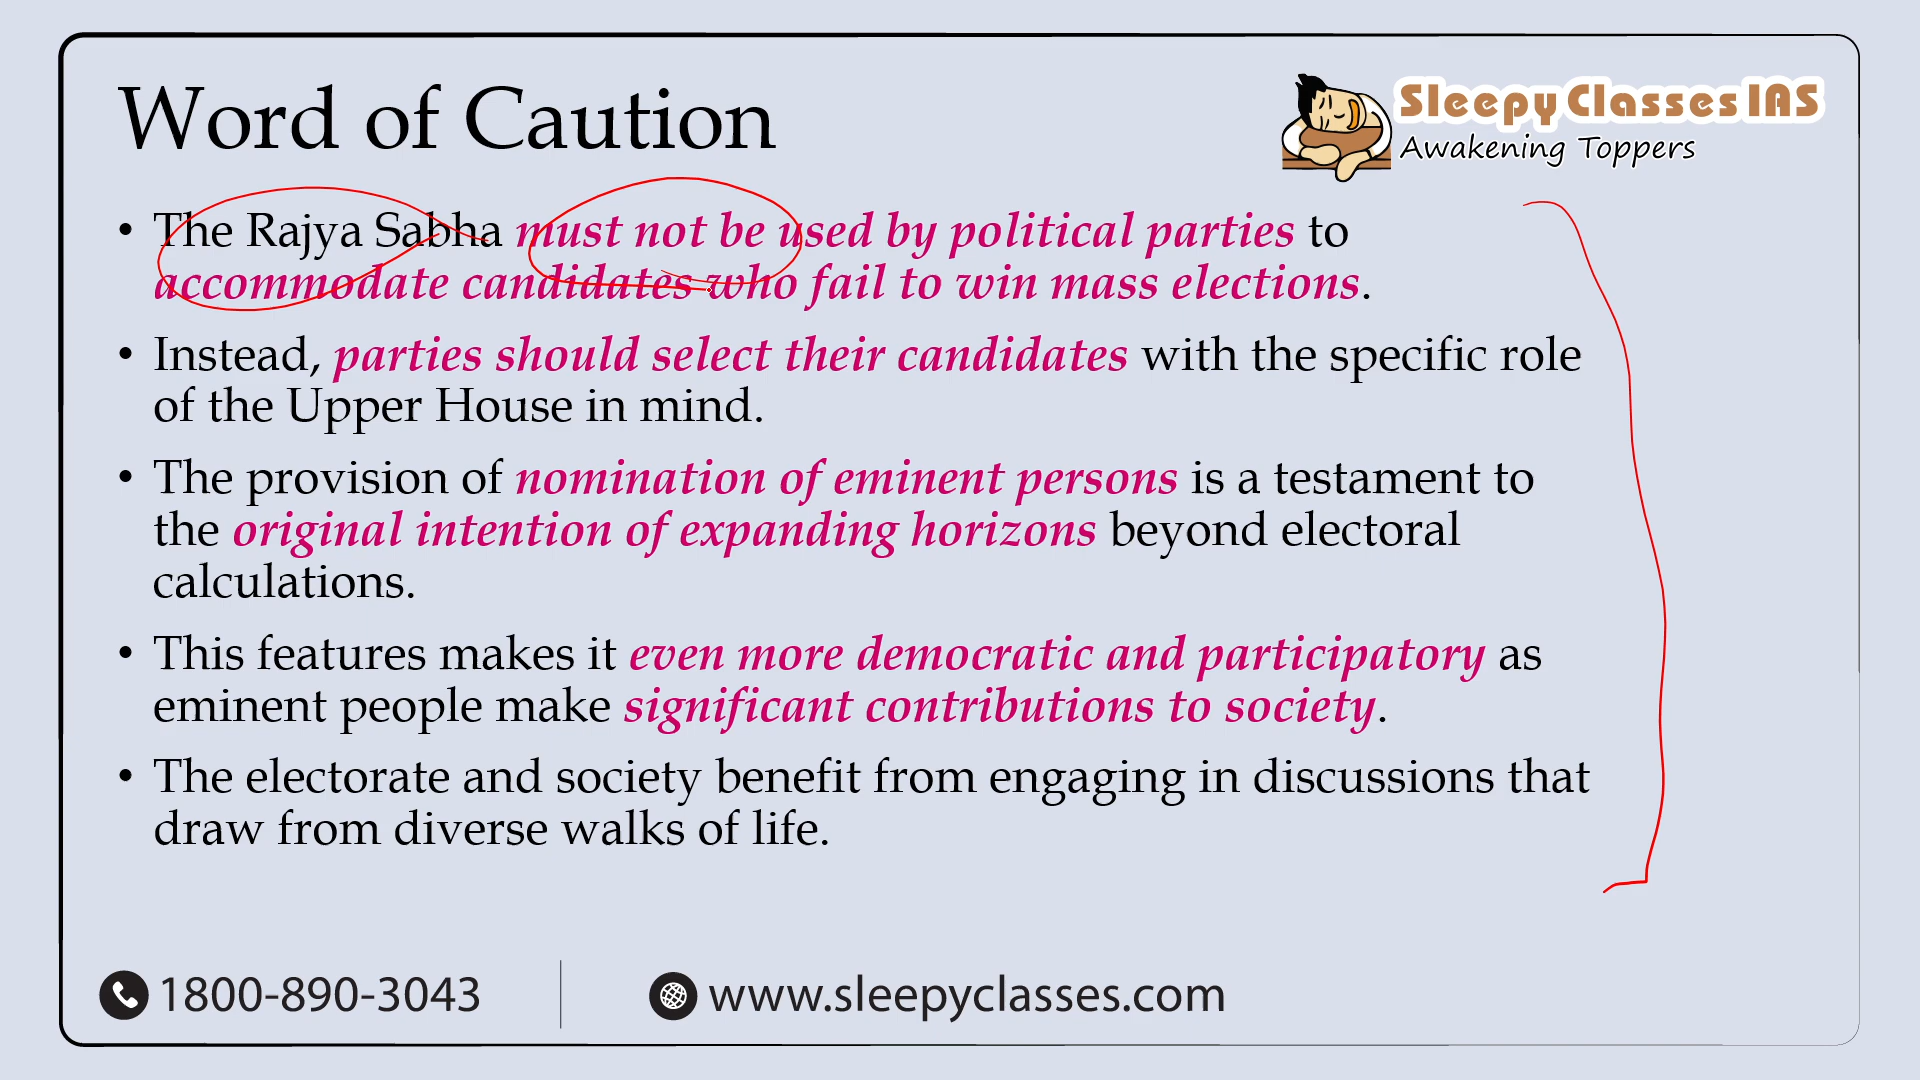 Word of Caution
Sleepy Classes IAS
Awakening Toppers
• The Rajya Sabha must not be used by political parties to
accommodate candidates who fail to win mass elections.
• Instead, parties should select their candidates with the specific role
of the Upper House in mind.
• The provision of nomination of eminent persons is a testament to
the original intention of expanding horizons beyond electoral
calculations.
• This features makes it even more democratic and participatory as
eminent people make significant contributions to society.
• The electorate and society benefit from engaging in discussions that
draw from diverse walks of life.
1800-890-3043
www.sleepyclasses.com